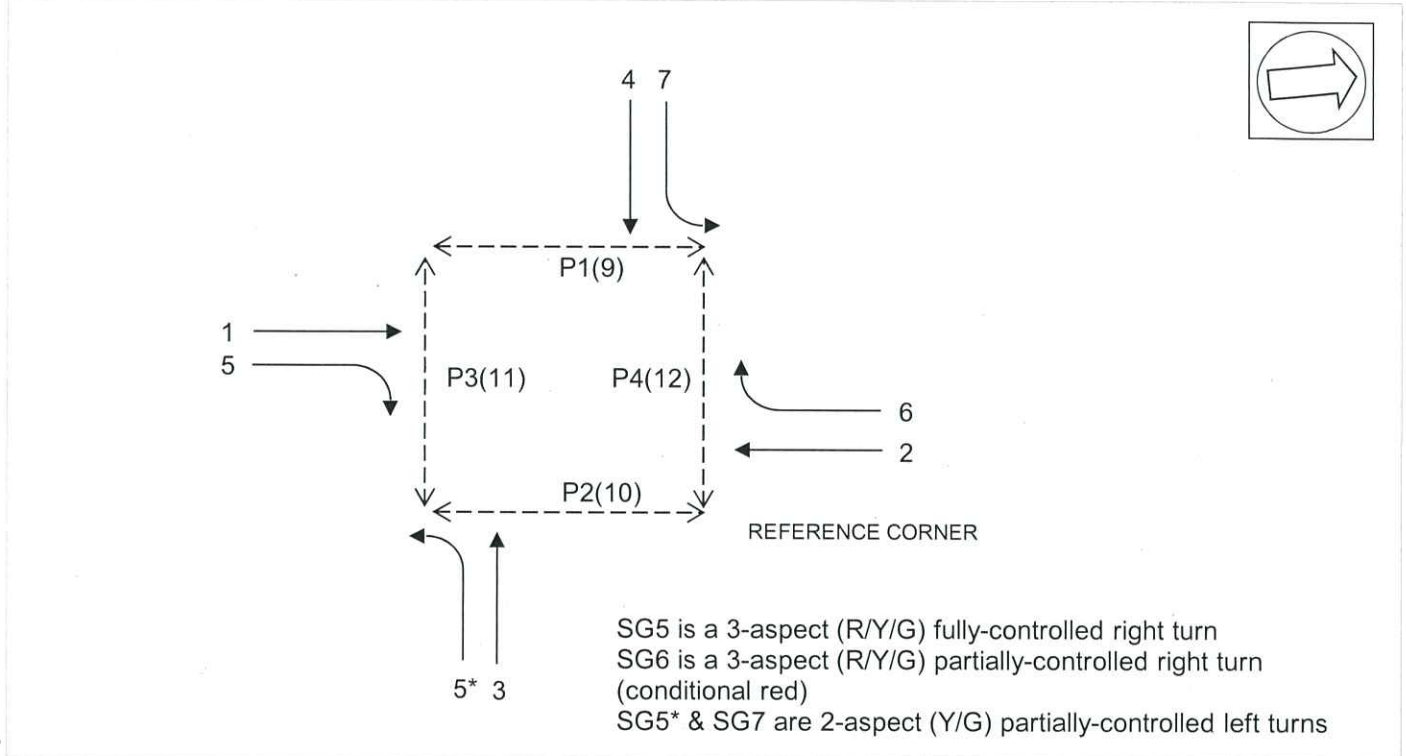 4 7
P1(9)
1
5
P3(11)
P4(12)
6
2
P2(10)
REFERENCE CORNER
5* 3
SG5 is a 3-aspect (R/Y/G) fully-controlled right turn
SG6 is a 3-aspect (R/Y/G) partially-controlled right turn
(conditional red)
SG5* & SG7 are 2-aspect (Y/G) partially-controlled left turns